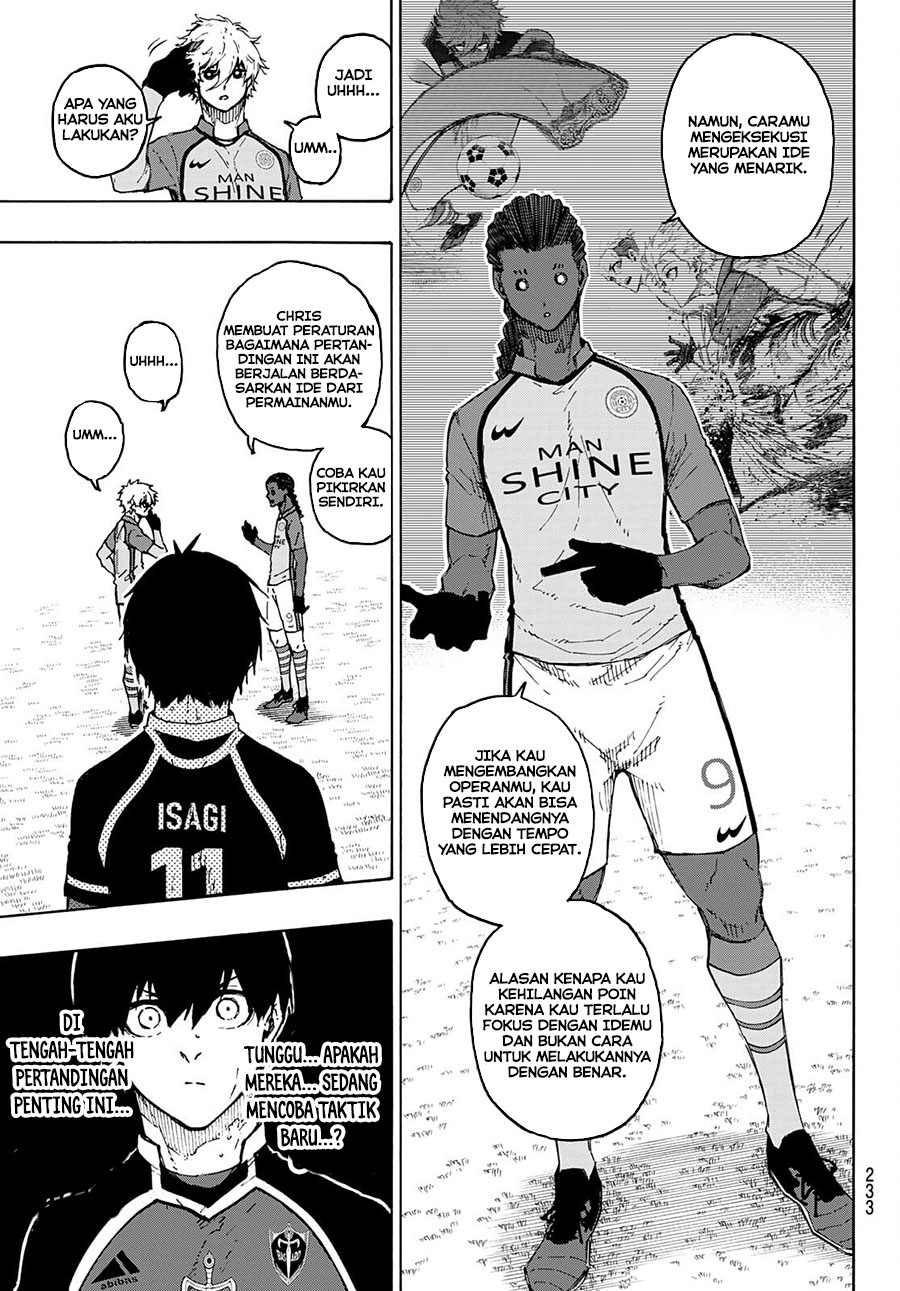 NAMUN, CARAMU
MENGEKSEKUSI
MERUPAKAN IDE
YANG MENARIK.
MAN
SHINE
CITY
JIKA KAU
MENGEMBANGKAN
OPERANMU, KAU
PASTI AKAN BISA
MENENDANGNYA
DENGAN TEMPO
YANG LEBIH CEPAT.
9
ALASAN KENAPA KAU
KEHILANGAN POIN
KARENA KAU TERLALU
FOKUS DENGAN IDEMU
DAN BUKAN CARA
UNTUK MELAKUKANNYA
DENGAN BENAR.
JADI
UHHH...
UMM..
APA YANG
HARUS AKU
LAKUKAN?
MAN
SHINE
CHRIS
MEMBUAT PERATURAN
BAGAIMANA PERTAN-
DINGAN INI AKAN
BERJALAN BERDA-
SARKAN IDE DARI
PERMAINANMU.
COBA KAU
PIKIRKAN
SENDIRI.
UHHH...
UMM...
9
ISAGI
11
TUNGGU... APAKAH
MEREKA... SEDANG
MENCOBA TAKTIK
BARU...?
DI
TENGAH-TENGAH
PERTANDINGAN
PENTING INI...
abibas
233